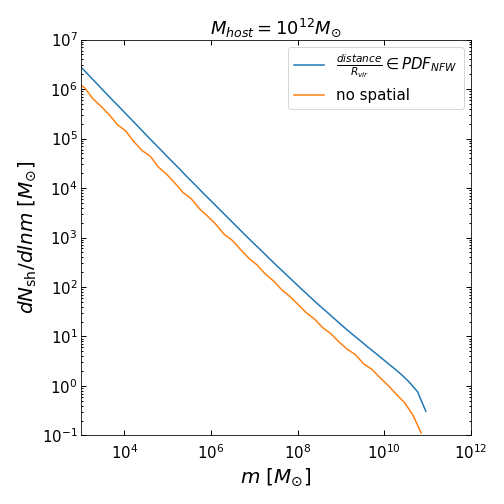 M_host = 10^12 M_⊙
distance/R_vir ∈ PDF_NFW
no spatial
dN_sh/dlnm [M_⊙]
10^7
10^6
10^5
10^4
10^3
10^2
10^1
10^0
10^−1
10^4 10^6 10^8 10^10 10^12
m [M_⊙]